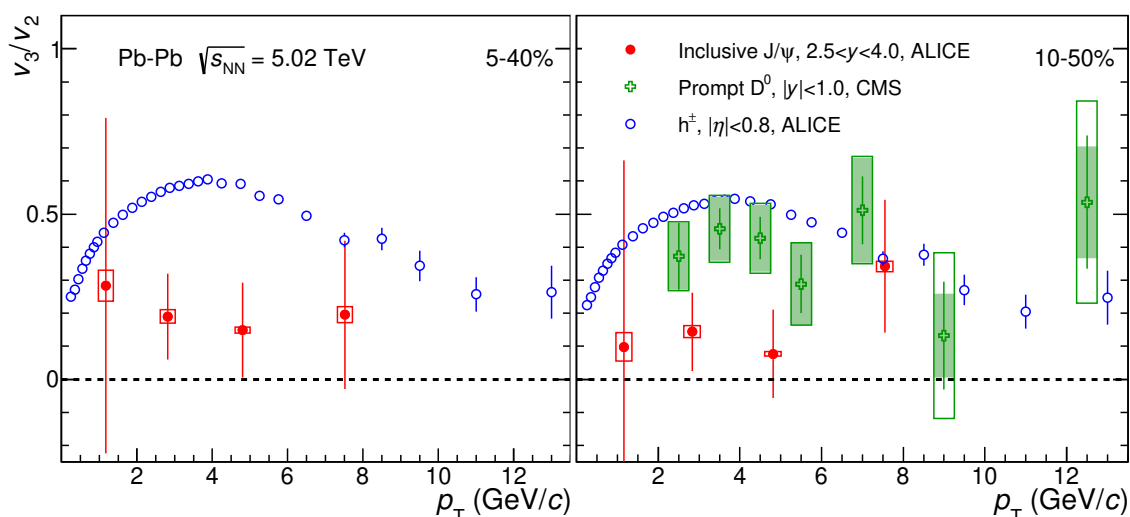 v₃/v₂
1
0.5
0
Pb-Pb √sNN = 5.02 TeV
5-40%
2 4 6 8 10 12
pT (GeV/c)
Inclusive J/ψ, 2.5<y<4.0, ALICE
10-50%
Prompt D⁰, |y|<1.0, CMS
h±, |η|<0.8, ALICE
2 4 6 8 10 12
pT (GeV/c)